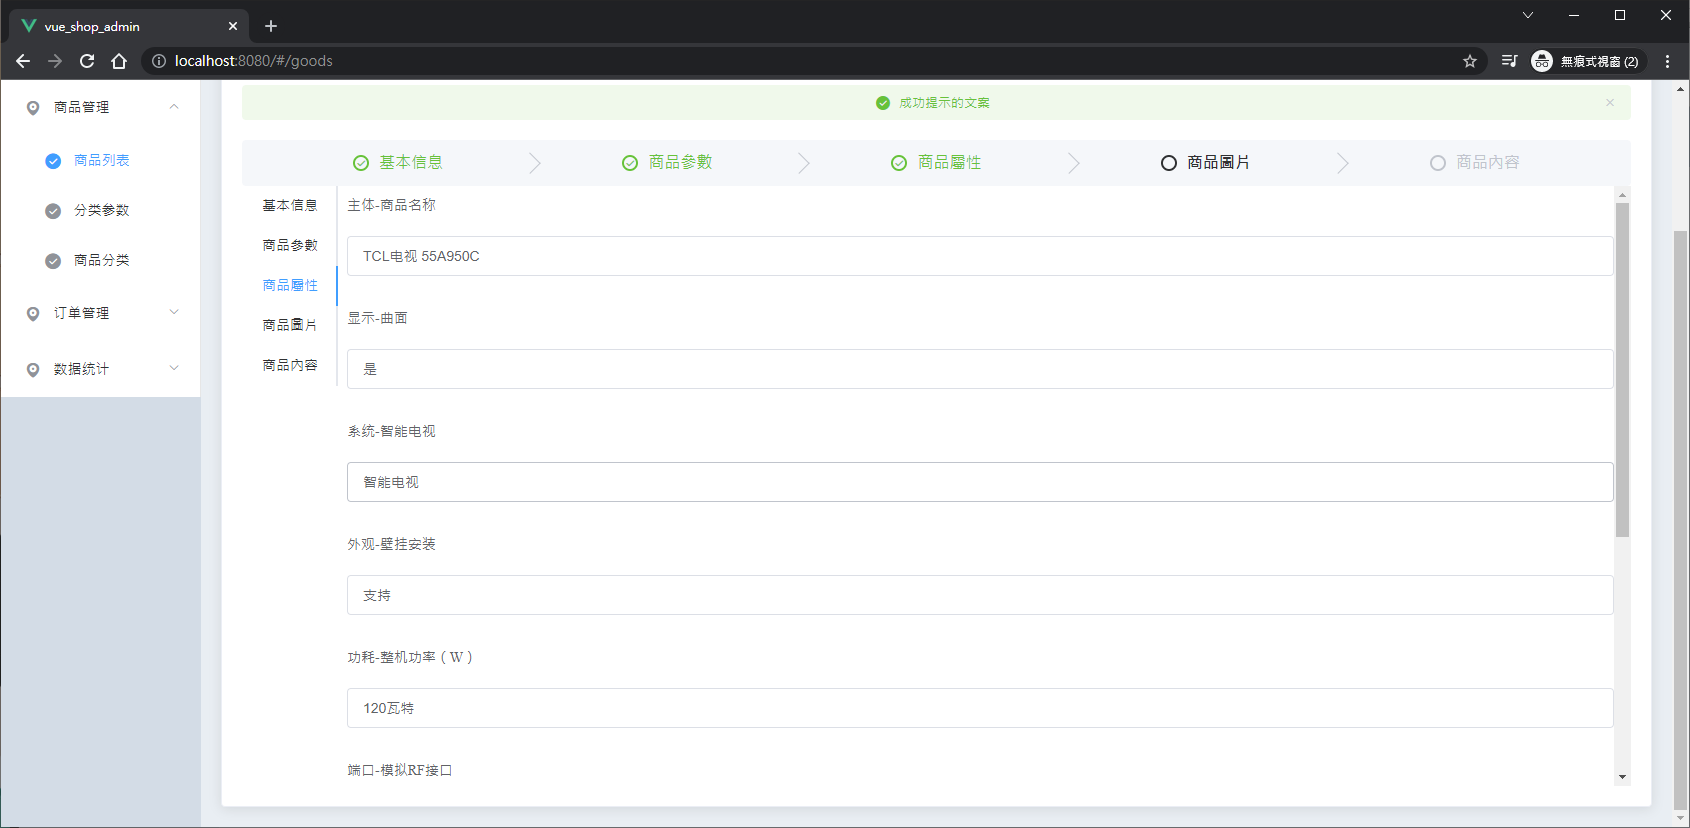 vue_shop_admin
localhost:8080/#/goods
無痕式視窗 (2)
商品管理
商品列表
分类参数
商品分类
订单管理
数据统计
成功提示的文案
基本信息
商品參數
商品屬性
商品圖片
商品內容
基本信息
商品參數
商品屬性
商品圖片
商品內容
主体-商品名称
TCL电视 55A950C
显示-曲面
是
系统-智能电视
智能电视
外观-壁挂安装
支持
功耗-整机功率（W）
120瓦特
端口-模拟RF接口